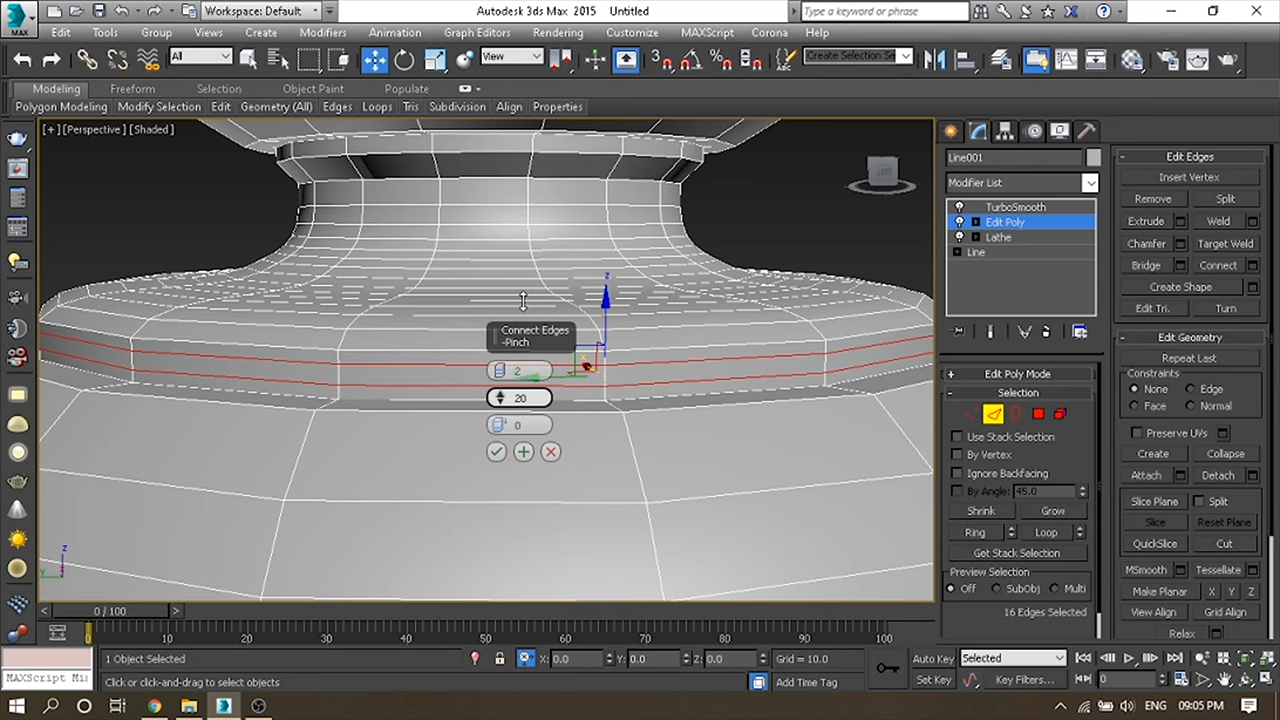 MAX
Workspace: Default
Autodesk 3ds Max 2015 Untitled
Type a keyword or phrase
Edit Tools Group Views Create Modifiers Animation Graph Editors Rendering Customize MAXScript Corona Help
All
View
3
Create Selection Se
Modeling Freeform Selection Object Paint Populate
Polygon Modeling Modify Selection Edit Geometry (All) Edges Loops Tris Subdivision Align Properties
[+][Perspective][Shaded]
LEFT
Line001
Modifier List
TurboSmooth
Edit Poly
Lathe
Line
Edit Poly Mode
Selection
Use Stack Selection
By Vertex
Ignore Backfacing
By Angle: 45.0
Shrink Grow
Ring Loop
Get Stack Selection
Preview Selection
Off SubObj Multi
16 Edges Selected
Edit Edges
Insert Vertex
Remove Split
Extrude Weld
Chamfer Target Weld
Bridge Connect
Create Shape
Edit Tri. Turn
Edit Geometry
Repeat Last
Constraints
None Edge
Face Normal
Preserve UVs
Create Collapse
Attach Detach
Slice Plane Split
Slice Reset Plane
QuickSlice Cut
MSmooth Tessellate
Make Planar X Y Z
View Align Grid Align
Relax
z
x
Connect Edges
-Pinch
2
20
0
z
y
0 / 100
0 10 20 30 40 50 60 70 80 90 100
1 Object Selected
X: 0.0 Y: 0.0 Z: 0.0 Grid = 10.0
Auto Key Selected
MAXScript Mi
Click or click-and-drag to select objects
Add Time Tag
Set Key Key Filters...
0
ENG 09:05 PM